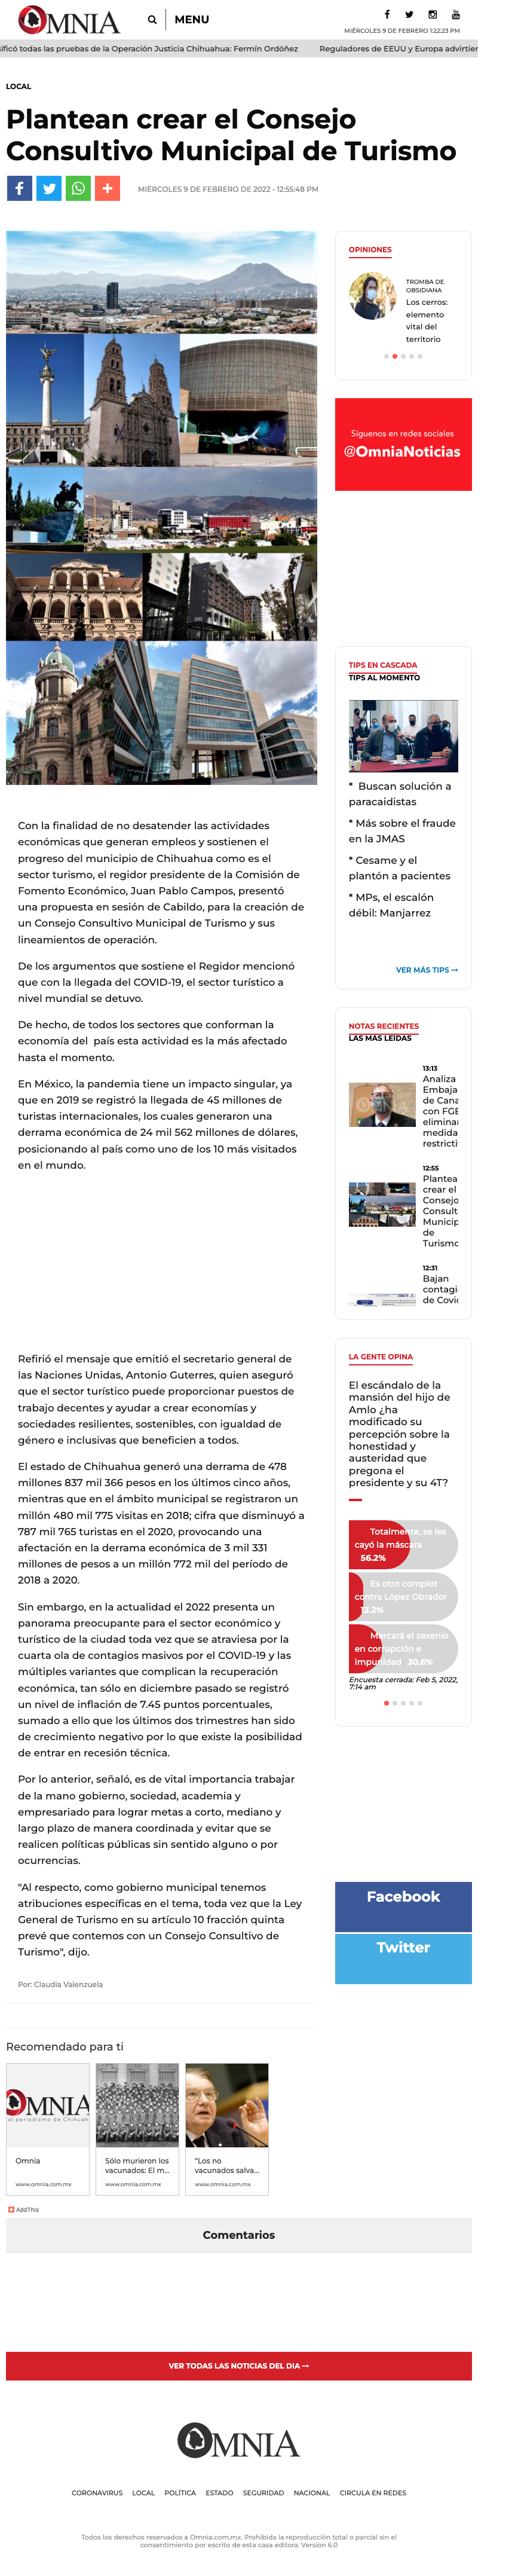 OMNIA
MENU
MIÉRCOLES 9 DE FEBRERO 1:22:23 PM
ificó todas las pruebas de la Operación Justicia Chihuahua: Fermín Ordóñez
Reguladores de EEUU y Europa advirtier
LOCAL
Plantean crear el Consejo
Consultivo Municipal de Turismo
MIÉRCOLES 9 DE FEBRERO DE 2022 - 12:55:48 PM
Con la finalidad de no desatender las actividades
económicas que generan empleos y sostienen el
progreso del municipio de Chihuahua como es el
sector turismo, el regidor presidente de la Comisión de
Fomento Económico, Juan Pablo Campos, presentó
una propuesta en sesión de Cabildo, para la creación de
un Consejo Consultivo Municipal de Turismo y sus
lineamientos de operación.
De los argumentos que sostiene el Regidor mencionó
que con la llegada del COVID-19, el sector turístico a
nivel mundial se detuvo.
De hecho, de todos los sectores que conforman la
economía del  país esta actividad es la más afectado
hasta el momento.
En México, la pandemia tiene un impacto singular, ya
que en 2019 se registró la llegada de 45 millones de
turistas internacionales, los cuales generaron una
derrama económica de 24 mil 562 millones de dólares,
posicionando al país como uno de los 10 más visitados
en el mundo.
Refirió el mensaje que emitió el secretario general de
las Naciones Unidas, Antonio Guterres, quien aseguró
que el sector turístico puede proporcionar puestos de
trabajo decentes y ayudar a crear economías y
sociedades resilientes, sostenibles, con igualdad de
género e inclusivas que beneficien a todos.
El estado de Chihuahua generó una derrama de 478
millones 837 mil 366 pesos en los últimos cinco años,
mientras que en el ámbito municipal se registraron un
millón 480 mil 775 visitas en 2018; cifra que disminuyó a
787 mil 765 turistas en el 2020, provocando una
afectación en la derrama económica de 3 mil 331
millones de pesos a un millón 772 mil del período de
2018 a 2020.
Sin embargo, en la actualidad el 2022 presenta un
panorama preocupante para el sector económico y
turístico de la ciudad toda vez que se atraviesa por la
cuarta ola de contagios masivos por el COVID-19 y las
múltiples variantes que complican la recuperación
económica, tan sólo en diciembre pasado se registró
un nivel de inflación de 7.45 puntos porcentuales,
sumado a ello que los últimos dos trimestres han sido
de crecimiento negativo por lo que existe la posibilidad
de entrar en recesión técnica.
Por lo anterior, señaló, es de vital importancia trabajar
de la mano gobierno, sociedad, academia y
empresariado para lograr metas a corto, mediano y
largo plazo de manera coordinada y evitar que se
realicen políticas públicas sin sentido alguno o por
ocurrencias.
"Al respecto, como gobierno municipal tenemos
atribuciones específicas en el tema, toda vez que la Ley
General de Turismo en su artículo 10 fracción quinta
prevé que contemos con un Consejo Consultivo de
Turismo", dijo.
Por: Claudia Valenzuela
OPINIONES
TROMBA DE
OBSIDIANA
Los cerros:
elemento
vital del
territorio
Síguenos en redes sociales
@OmniaNoticias
TIPS EN CASCADA
TIPS AL MOMENTO
*  Buscan solución a
paracaidistas
* Más sobre el fraude
en la JMAS
* Cesame y el
plantón a pacientes
* MPs, el escalón
débil: Manjarrez
VER MÁS TIPS
NOTAS RECIENTES
LAS MÁS LEIDAS
13:13
Analiza
Embaja
de Cana
con FGE
elimina
medida
restricti
12:55
Plantea
crear el
Consejo
Consult
Municip
de
Turismo
12:31
Bajan
contagi
de Covi
LA GENTE OPINA
El escándalo de la
mansión del hijo de
Amlo ¿ha
modificado su
percepción sobre la
honestidad y
austeridad que
pregona el
presidente y su 4T?
Totalmente, se les
cayó la máscara
56.2%
Es otro complot
contra López Obrador
13.2%
Marcará el sexenio
en corrupción e
impunidad 30.6%
Encuesta cerrada: Feb 5, 2022,
7:14 am
Facebook
Twitter
Recomendado para ti
OMNIA
el periodismo de Chihuah
Omnia
www.omnia.com.mx
Sólo murieron los
vacunados: El m...
www.omnia.com.mx
"Los no
vacunados salva...
www.omnia.com.mx
AddThis
Comentarios
VER TODAS LAS NOTICIAS DEL DIA
OMNIA
CORONAVIRUS LOCAL POLÍTICA ESTADO SEGURIDAD NACIONAL CIRCULA EN REDES
Todos los derechos reservados a Omnia.com.mx. Prohibida la reproducción total o parcial sin el
consentimiento por escrito de esta casa editora. Version 6.0